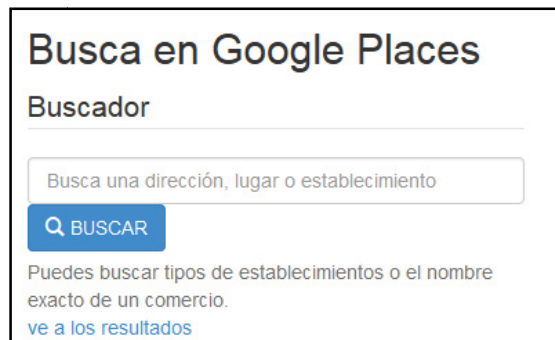 Busca en Google Places
Buscador
Busca una dirección, lugar o establecimiento
BUSCAR
Puedes buscar tipos de establecimientos o el nombre
exacto de un comercio.
ve a los resultados